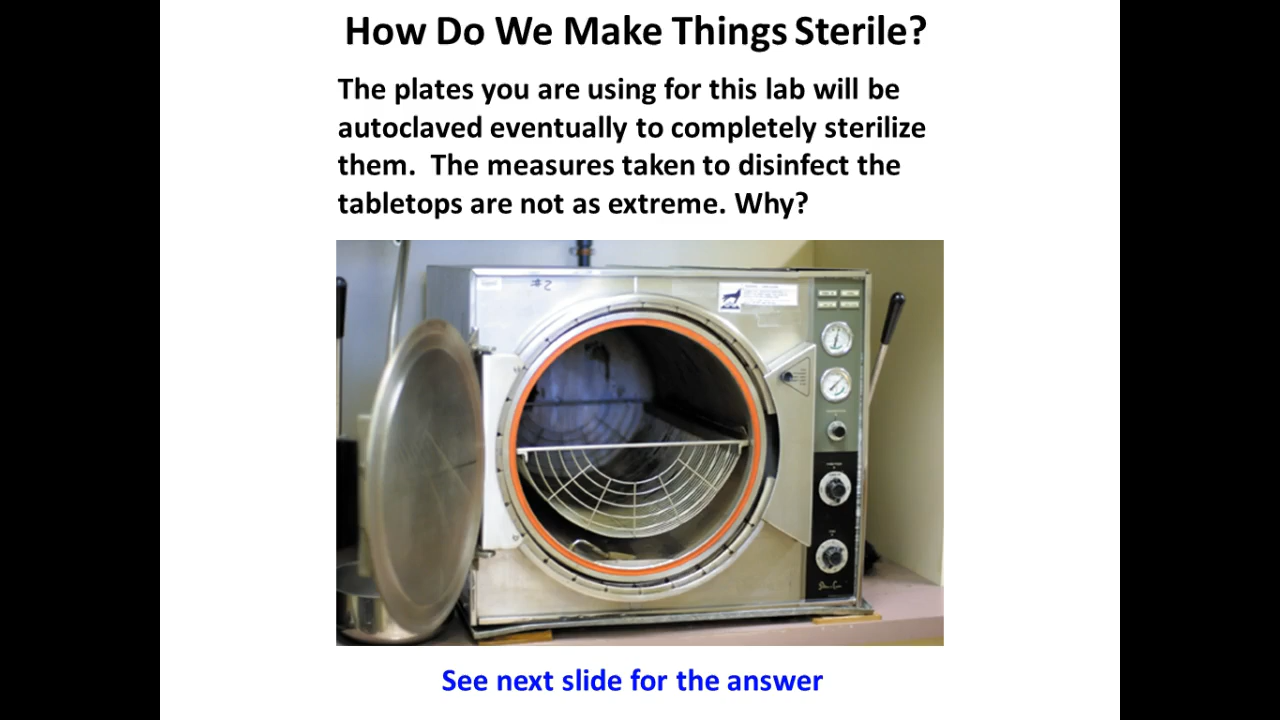 How Do We Make Things Sterile?
The plates you are using for this lab will be
autoclaved eventually to completely sterilize
them.  The measures taken to disinfect the
tabletops are not as extreme. Why?
#2
See next slide for the answer